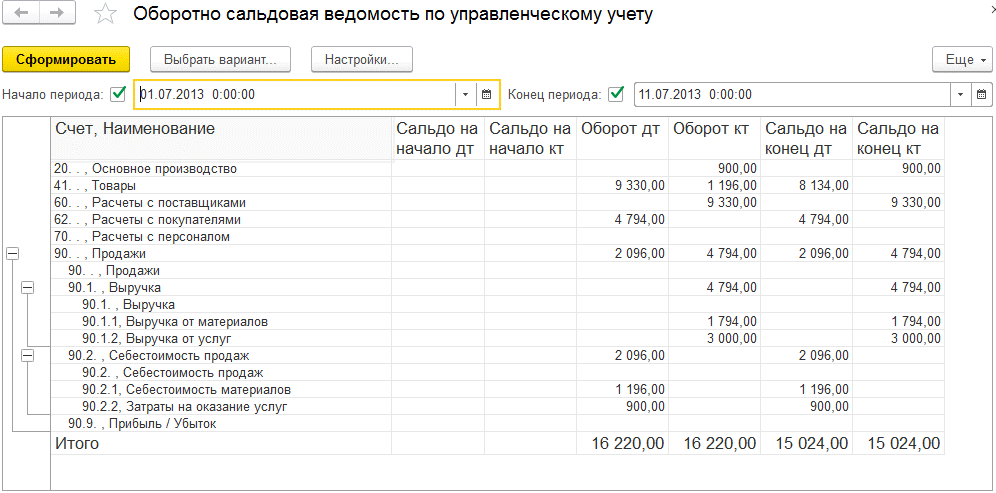 Оборотно сальдовая ведомость по управленческому учету
Сформировать Выбрать вариант... Настройки... Еще
Начало периода: 01.07.2013 0:00:00 Конец периода: 11.07.2013 0:00:00
Счет, Наименование Сальдо на начало дт Сальдо на начало кт Оборот дт Оборот кт Сальдо на конец дт Сальдо на конец кт
20. . , Основное производство 900,00 900,00
41. . , Товары 9 330,00 1 196,00 8 134,00
60. . , Расчеты с поставщиками 9 330,00 9 330,00
62. . , Расчеты с покупателями 4 794,00 4 794,00
70. . , Расчеты с персоналом
90. . , Продажи 2 096,00 4 794,00 2 096,00 4 794,00
90. . , Продажи
90.1. , Выручка 4 794,00 4 794,00
90.1. , Выручка
90.1.1, Выручка от материалов 1 794,00 1 794,00
90.1.2, Выручка от услуг 3 000,00 3 000,00
90.2. , Себестоимость продаж 2 096,00 2 096,00
90.2. , Себестоимость продаж
90.2.1, Себестоимость материалов 1 196,00 1 196,00
90.2.2, Затраты на оказание услуг 900,00 900,00
90.9. , Прибыль / Убыток
Итого 16 220,00 16 220,00 15 024,00 15 024,00